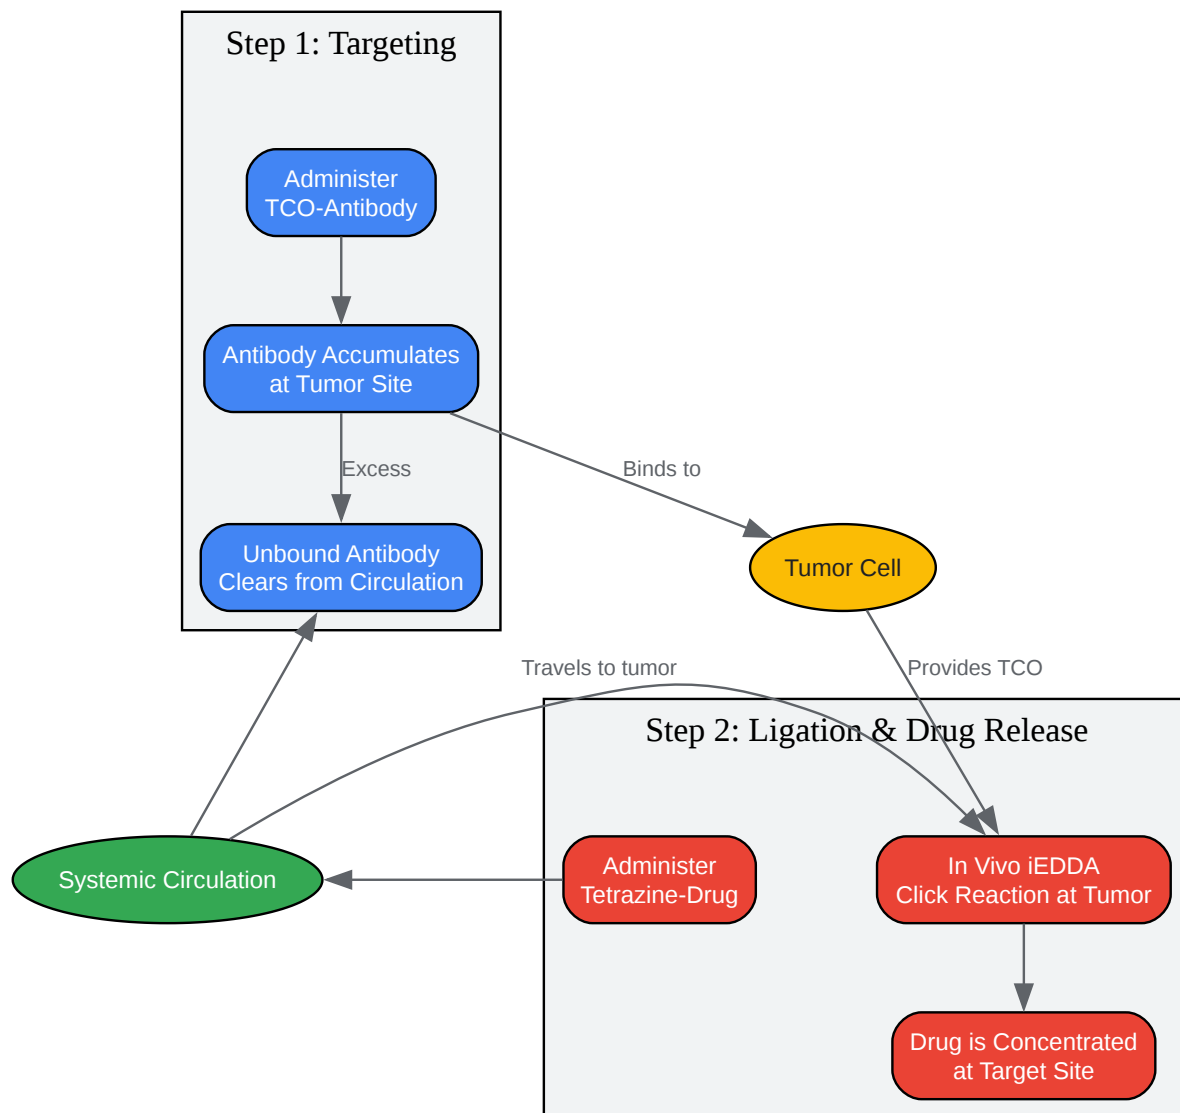 Step 1: Targeting
Administer
TCO-Antibody
Antibody Accumulates
at Tumor Site
Excess
Binds to
Unbound Antibody
Clears from Circulation
Tumor Cell
Travels to tumor
Provides TCO
Step 2: Ligation & Drug Release
Systemic Circulation
Administer
Tetrazine-Drug
In Vivo iEDDA
Click Reaction at Tumor
Drug is Concentrated
at Target Site